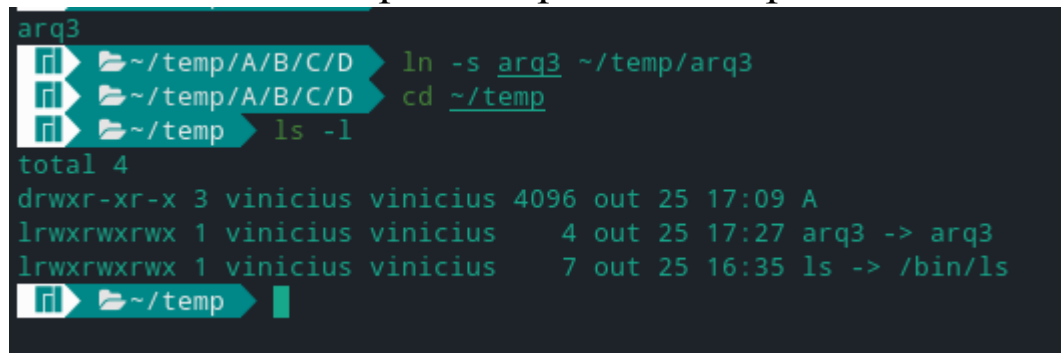 arq3
~/temp/A/B/C/D ln -s arq3 ~/temp/arq3
~/temp/A/B/C/D cd ~/temp
~/temp ls -l
total 4
drwxr-xr-x 3 vinicius vinicius 4096 out 25 17:09 A
lrwxrwxrwx 1 vinicius vinicius    4 out 25 17:27 arq3 -> arq3
lrwxrwxrwx 1 vinicius vinicius    7 out 25 16:35 ls -> /bin/ls
~/temp